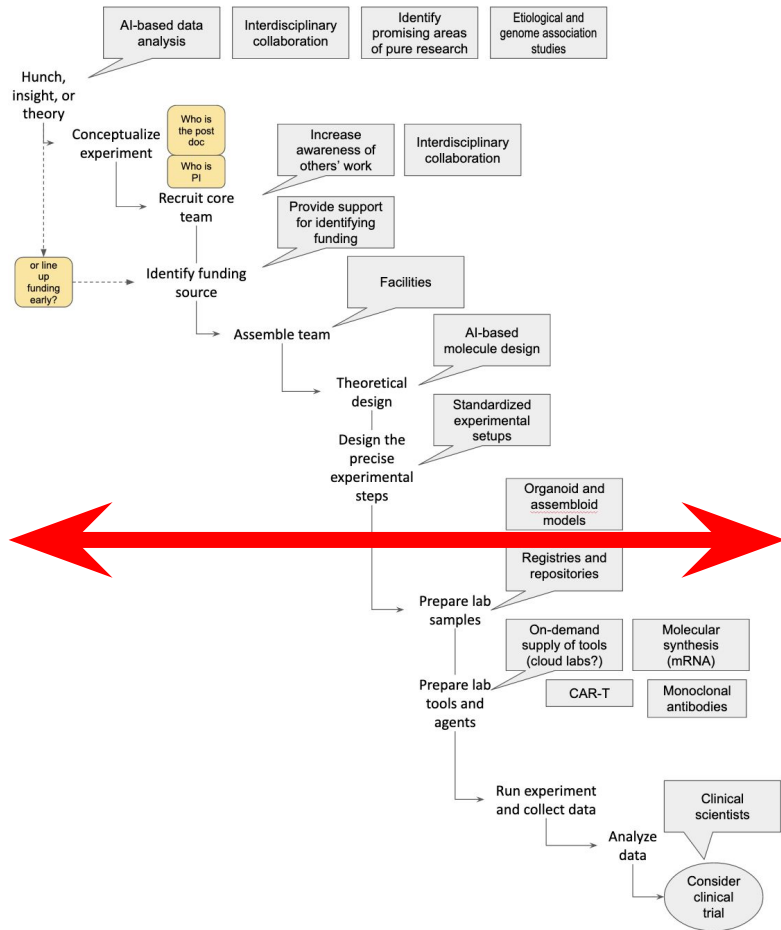 AI-based data
analysis
Interdisciplinary
collaboration
Identify
promising areas
of pure research
Etiological and
genome association
studies
Hunch,
insight, or
theory
Conceptualize
experiment
Who is
the post
doc
Who is
PI
Increase
awareness of
others' work
Interdisciplinary
collaboration
Recruit core
team
Provide support
for identifying
funding
or line
up
funding
early?
Identify funding
source
Facilities
Assemble team
AI-based
molecule design
Theoretical
design
Standardized
experimental
setups
Design the
precise
experimental
steps
Organoid and
assembloid
models
Registries and
repositories
Prepare lab
samples
On-demand
supply of tools
(cloud labs?)
Molecular
synthesis
(mRNA)
CAR-T
Monoclonal
antibodies
Prepare lab
tools and
agents
Run experiment
and collect data
Clinical
scientists
Analyze
data
Consider
clinical
trial